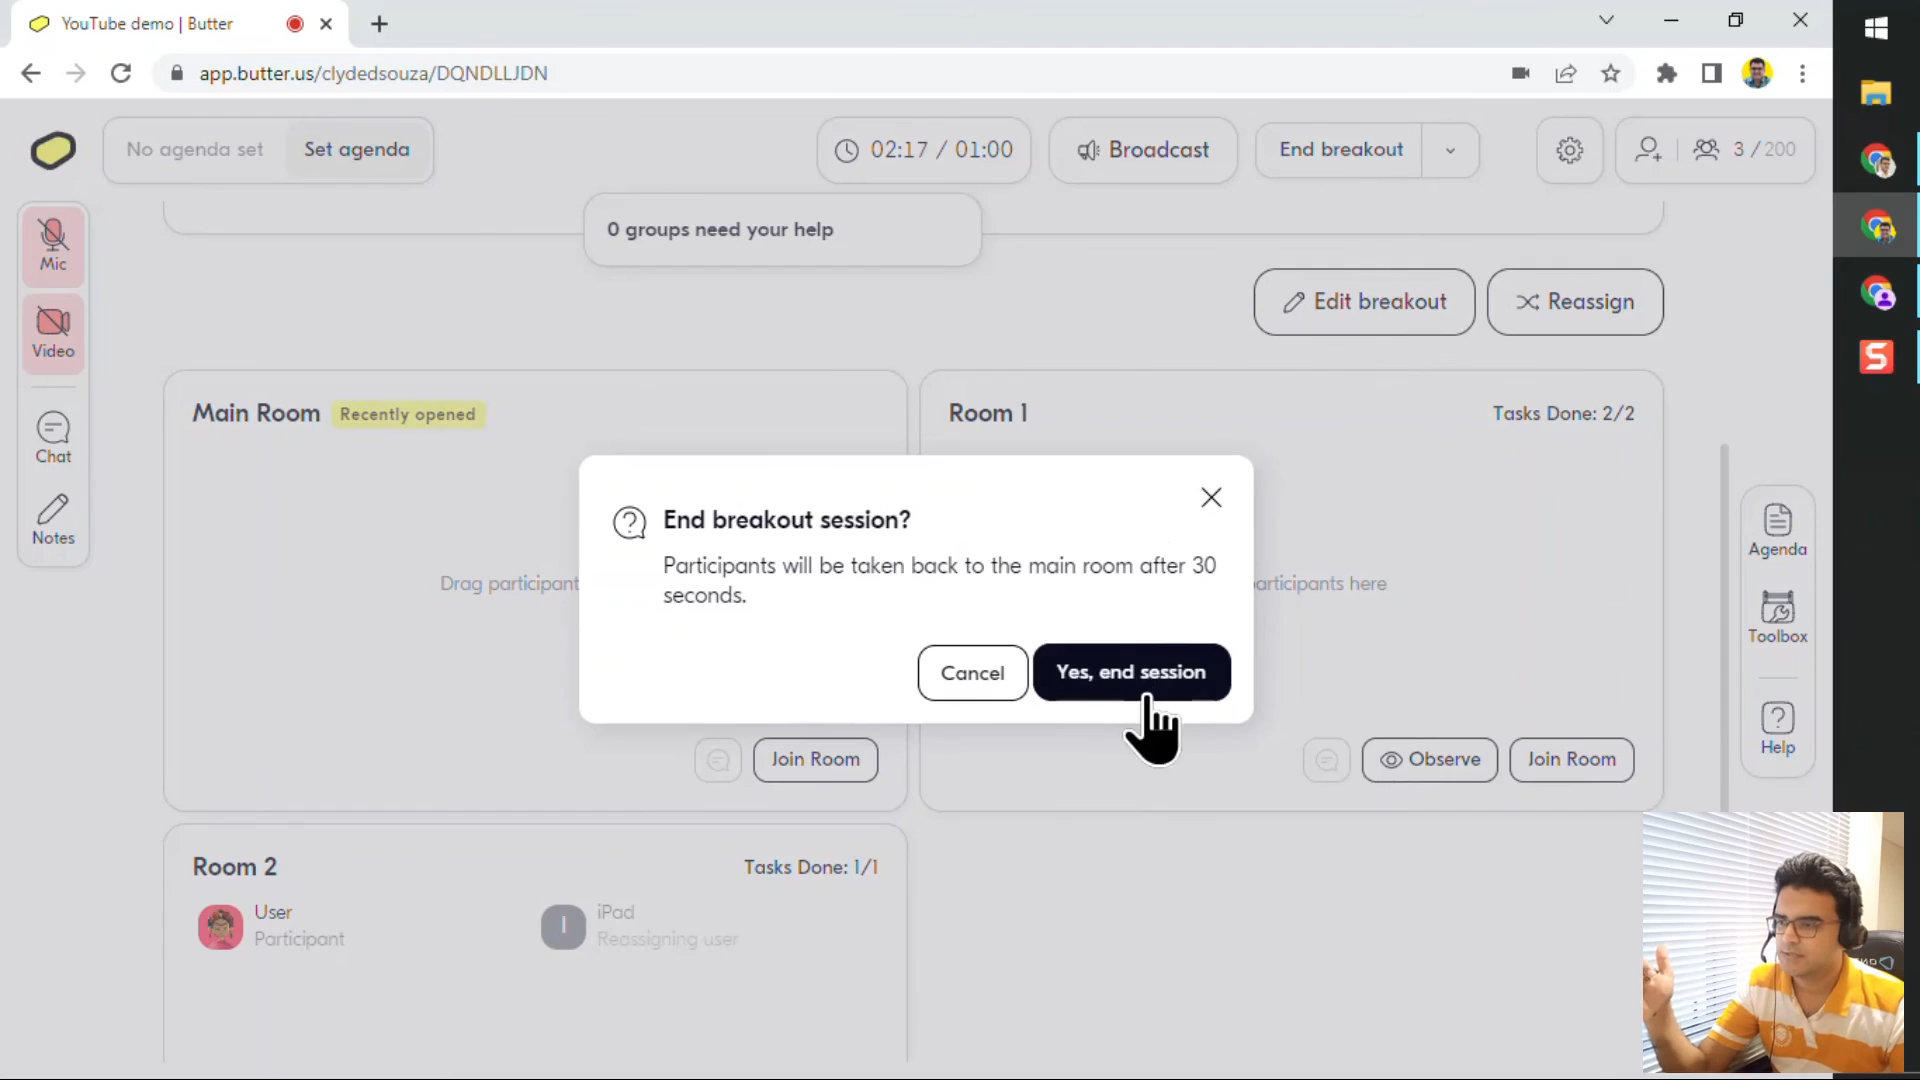 YouTube demo | Butter
app.butter.us/clydedsouza/DQNDLLJDN
No agenda set
Set agenda
02:17 / 01:00
Broadcast
End breakout
3 / 200
0 groups need your help
Mic
Video
Chat
Notes
Edit breakout
Reassign
Main Room
Recently opened
Room 1
Tasks Done: 2/2
End breakout session?
Participants will be taken back to the main room after 30
seconds.
Drag participant
articipants here
Cancel
Yes, end session
Join Room
Observe
Join Room
Agenda
Toolbox
Help
Room 2
Tasks Done: 1/1
User
Participant
I
iPad
Reassigning user
S